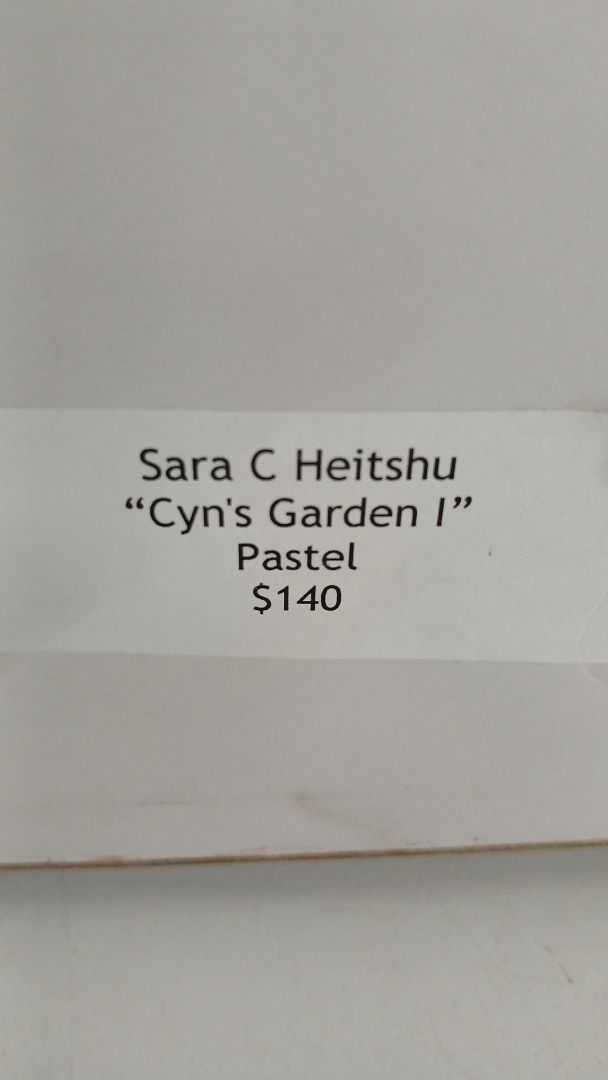 Sara C Heitshu
“Cyn's Garden I”
Pastel
$140